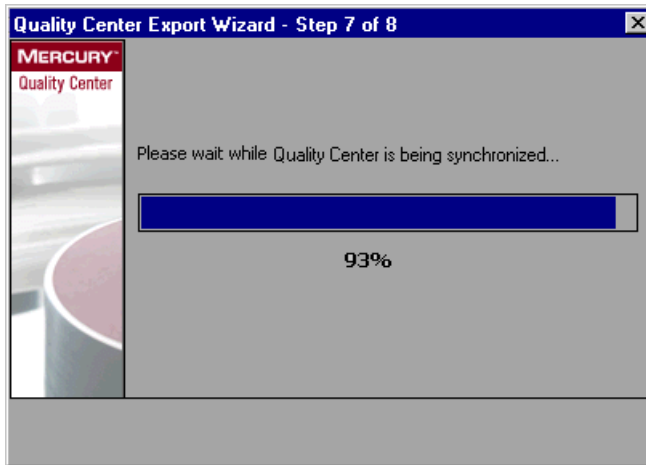 Quality Center Export Wizard - Step 7 of 8
MERCURY™
Quality Center
Please wait while Quality Center is being synchronized...
93%